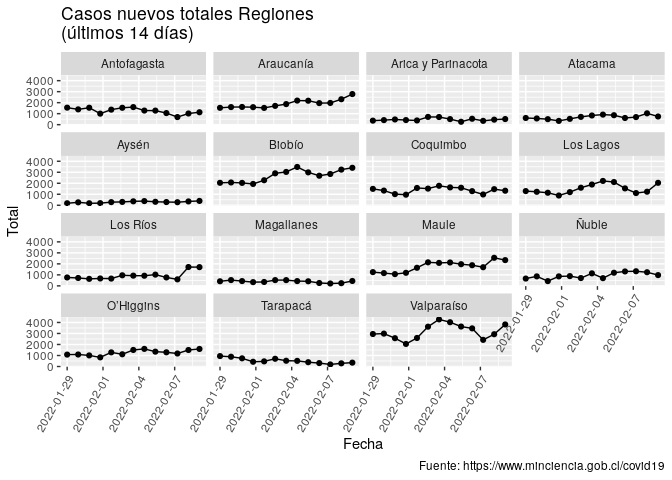 Casos nuevos totales Regiones
(últimos 14 días)
Antofagasta
Araucanía
Arica y Parinacota
Atacama
4000
3000
2000
1000
0
Aysén
Biobío
Coquimbo
Los Lagos
4000
3000
2000
1000
0
Los Ríos
Magallanes
Maule
Ñuble
4000
3000
2000
1000
0
O'Higgins
Tarapacá
Valparaíso
4000
3000
2000
1000
0
2022-01-29
2022-02-01
2022-02-04
2022-02-07
2022-01-29
2022-02-01
2022-02-04
2022-02-07
2022-01-29
2022-02-01
2022-02-04
2022-02-07
2022-01-29
2022-02-01
2022-02-04
2022-02-07
Total
Fecha
Fuente: https://www.minciencia.gob.cl/covid19